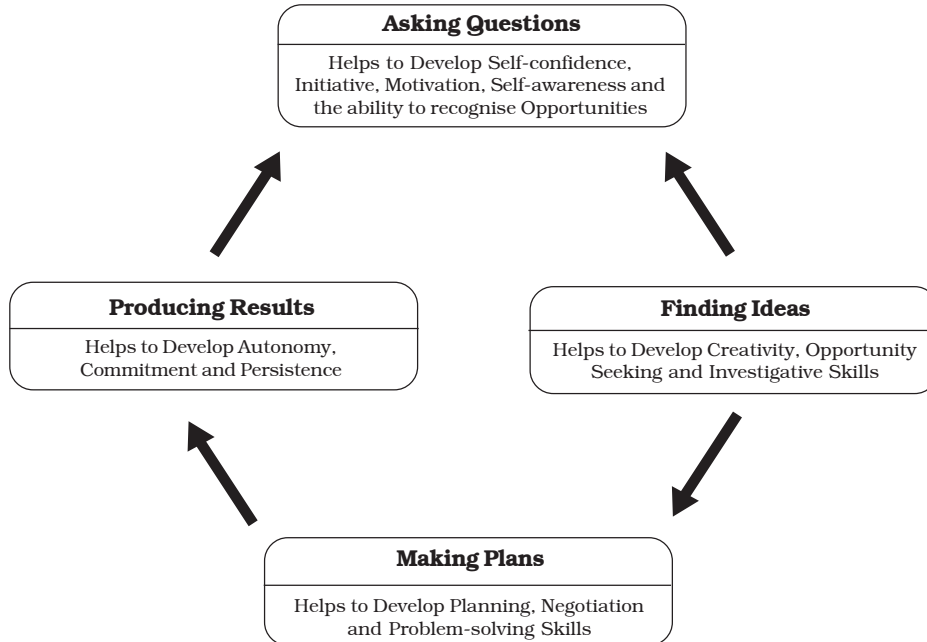 Asking Questions
Helps to Develop Self-confidence,
Initiative, Motivation, Self-awareness and
the ability to recognise Opportunities
Producing Results
Helps to Develop Autonomy,
Commitment and Persistence
Finding Ideas
Helps to Develop Creativity, Opportunity
Seeking and Investigative Skills
Making Plans
Helps to Develop Planning, Negotiation
and Problem-solving Skills